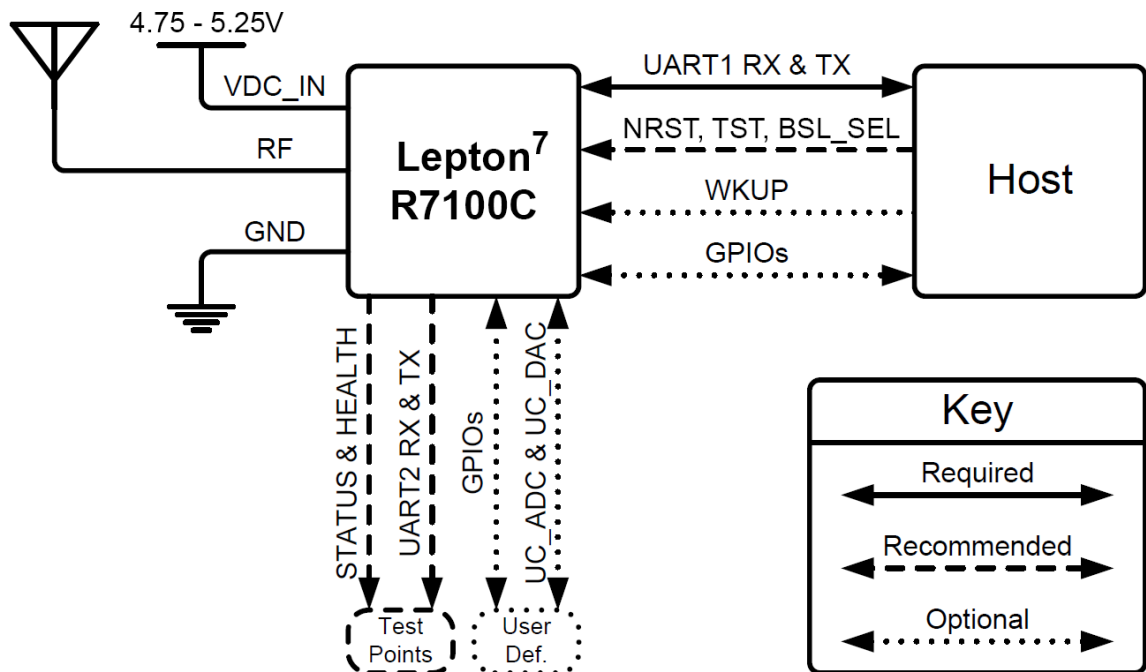 4.75 - 5.25V
VDC_IN
RF
GND
Lepton⁷
R7100C
UART1 RX & TX
NRST, TST, BSL_SEL
WKUP
GPIOs
Host
STATUS & HEALTH
UART2 RX & TX
GPIOs
UC_ADC & UC_DAC
Test
Points
User
Def.
Key
Required
Recommended
Optional